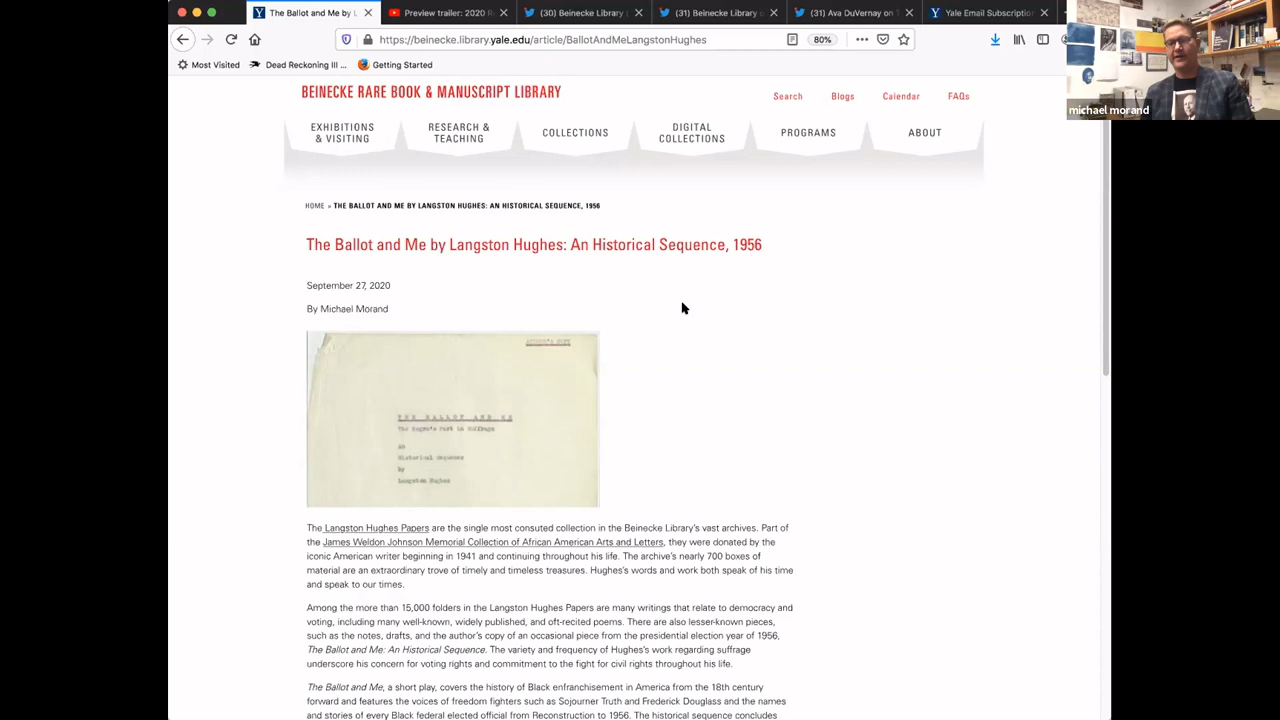 The Ballot and Me by L
Preview trailer: 2020 R
(30) Beinecke Library
(31) Beinecke Library
(31) Ava DuVernay on T
Yale Email Subscriptio
https://beinecke.library.yale.edu/article/BallotAndMeLangstonHughes
80%
Most Visited
Dead Reckoning III ...
Getting Started
michael morand
BEINECKE RARE BOOK & MANUSCRIPT LIBRARY
Search
Blogs
Calendar
FAQs
EXHIBITIONS
& VISITING
RESEARCH &
TEACHING
COLLECTIONS
DIGITAL
COLLECTIONS
PROGRAMS
ABOUT
HOME » THE BALLOT AND ME BY LANGSTON HUGHES: AN HISTORICAL SEQUENCE, 1956
The Ballot and Me by Langston Hughes: An Historical Sequence, 1956
September 27, 2020
By Michael Morand
AUTHOR'S COPY
THE BALLOT AND ME
The Negro's Part in Suffrage
An
Historical Sequence
by
Langston Hughes
The Langston Hughes Papers are the single most consuted collection in the Beinecke Library's vast archives. Part of
the James Weldon Johnson Memorial Collection of African American Arts and Letters, they were donated by the
iconic American writer beginning in 1941 and continuing throughout his life. The archive's nearly 700 boxes of
material are an extraordinary trove of timely and timeless treasures. Hughes's words and work both speak of his time
and speak to our times.
Among the more than 15,000 folders in the Langston Hughes Papers are many writings that relate to democracy and
voting, including many well-known, widely published, and oft-recited poems. There are also lesser-known pieces,
such as the notes, drafts, and the author's copy of an occasional piece from the presidential election year of 1956,
The Ballot and Me: An Historical Sequence. The variety and frequency of Hughes's work regarding suffrage
underscore his concern for voting rights and commitment to the fight for civil rights throughout his life.
The Ballot and Me, a short play, covers the history of Black enfranchisement in America from the 18th century
forward and features the voices of freedom fighters such as Sojourner Truth and Frederick Douglass and the names
and stories of every Black federal elected official from Reconstruction to 1956. The historical sequence concludes